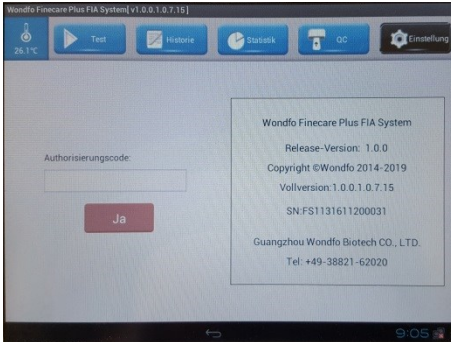 Wondfo Finecare Plus FIA System[ v1.0.0.1.0.7.15 ]
26.1℃
Test
Historie
Statistik
QC
Einstellung
Authorisierungscode:
Ja
Wondfo Finecare Plus FIA System
Release-Version: 1.0.0
Copyright ©Wondfo 2014-2019
Vollversion:1.0.0.1.0.7.15
SN:FS1131611200031
Guangzhou Wondfo Biotech CO., LTD.
Tel: +49-38821-62020
9:05